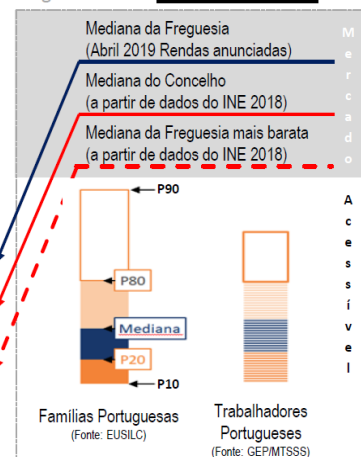 Mediana da Freguesia
(Abril 2019 Rendas anunciadas)
Mediana do Concelho
(a partir de dados do INE 2018)
Mediana da Freguesia mais barata
(a partir de dados do INE 2018)
Mercado
P90
P80
Mediana
P20
P10
Acessível
Famílias Portuguesas
(Fonte: EUSILC)
Trabalhadores
Portugueses
(Fonte: GEP/MTSSS)